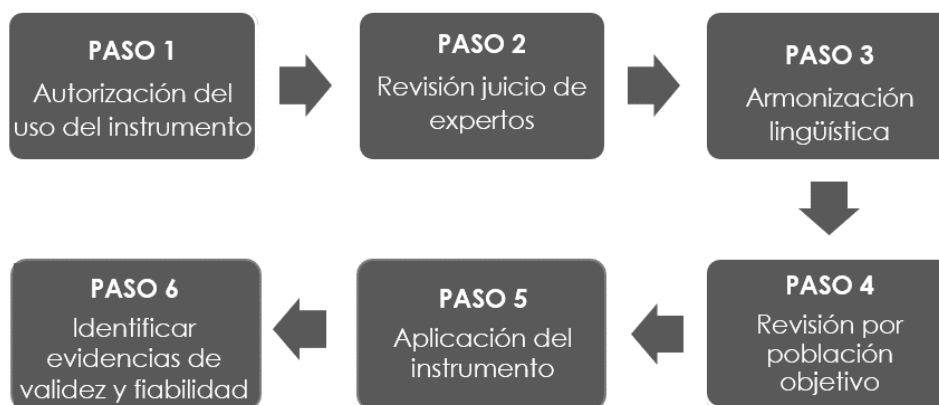 PASO 1
Autorización del
uso del instrumento
PASO 2
Revisión juicio de
expertos
PASO 3
Armonización
lingüística
PASO 4
Revisión por
población
objetivo
PASO 5
Aplicación del
instrumento
PASO 6
Identificar
evidencias de
validez y fiabilidad